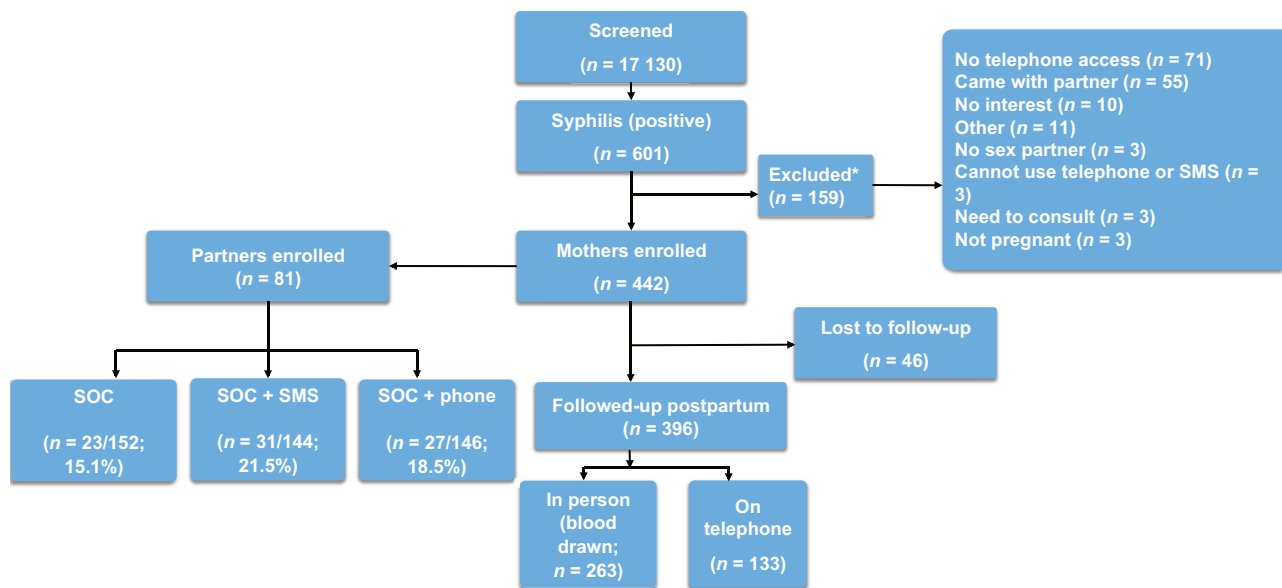 Screened
(n = 17 130)
Syphilis (positive)
(n = 601)
Excluded*
(n = 159)
No telephone access (n = 71)
Came with partner (n = 55)
No interest (n = 10)
Other (n = 11)
No sex partner (n = 3)
Cannot use telephone or SMS (n =
3)
Need to consult (n = 3)
Not pregnant (n = 3)
Partners enrolled
(n = 81)
Mothers enrolled
(n = 442)
Lost to follow-up
(n = 46)
SOC
(n = 23/152;
15.1%)
SOC + SMS
(n = 31/144;
21.5%)
SOC + phone
(n = 27/146;
18.5%)
Followed-up postpartum
(n = 396)
In person
(blood
drawn;
n = 263)
On
telephone
(n = 133)